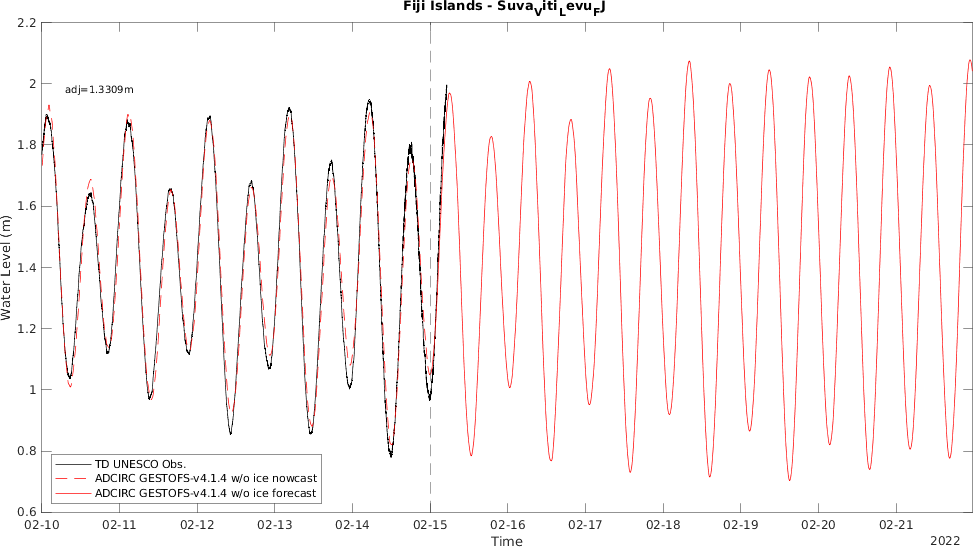 Fiji Islands - SuvaVitiLevuFJ
2.2
2
1.8
1.6
1.4
1.2
1
0.8
0.6
Water Level (m)
adj=1.3309m
TD UNESCO Obs.
ADCIRC GESTOFS-v4.1.4 w/o ice nowcast
ADCIRC GESTOFS-v4.1.4 w/o ice forecast
02-10 02-11 02-12 02-13 02-14 02-15 02-16 02-17 02-18 02-19 02-20 02-21
Time
2022